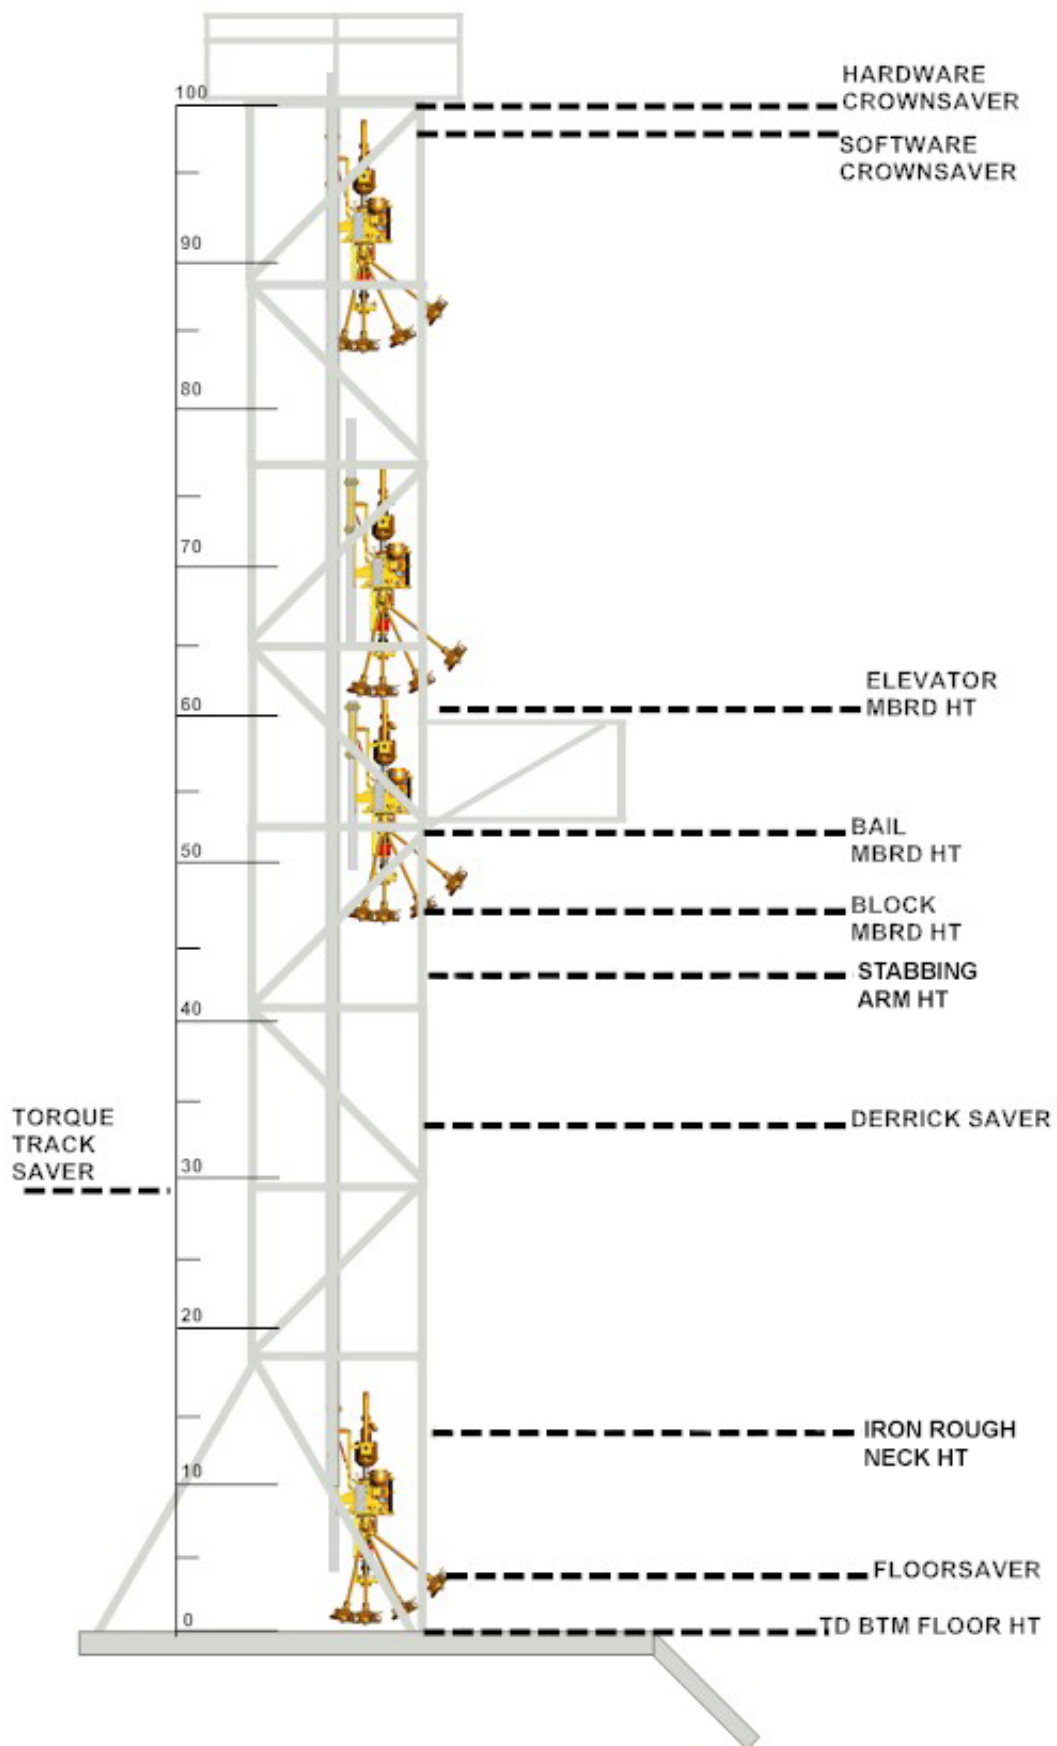 HARDWARE
CROWNSAVER
100
SOFTWARE
CROWNSAVER
90
80
70
ELEVATOR
MBRD HT
60
BAIL
MBRD HT
50
BLOCK
MBRD HT
STABBING
ARM HT
40
TORQUE
TRACK
SAVER
DERRICK SAVER
30
20
IRON ROUGH
NECK HT
10
FLOORSAVER
0
TD BTM FLOOR HT